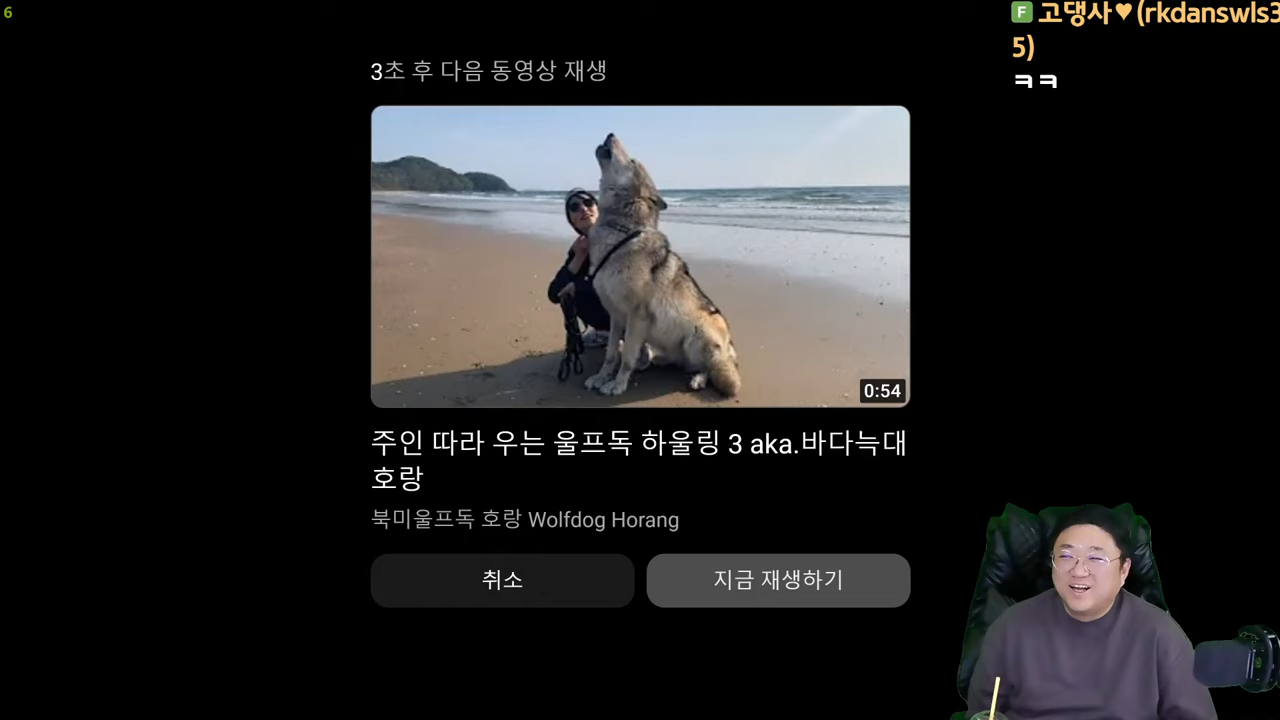 6
F 고댕사♥(rkdanswls3
5)
ㅋㅋ
3초 후 다음 동영상 재생
0:54
주인 따라 우는 울프독 하울링 3 aka.바다늑대
호랑
북미울프독 호랑 Wolfdog Horang
취소
지금 재생하기